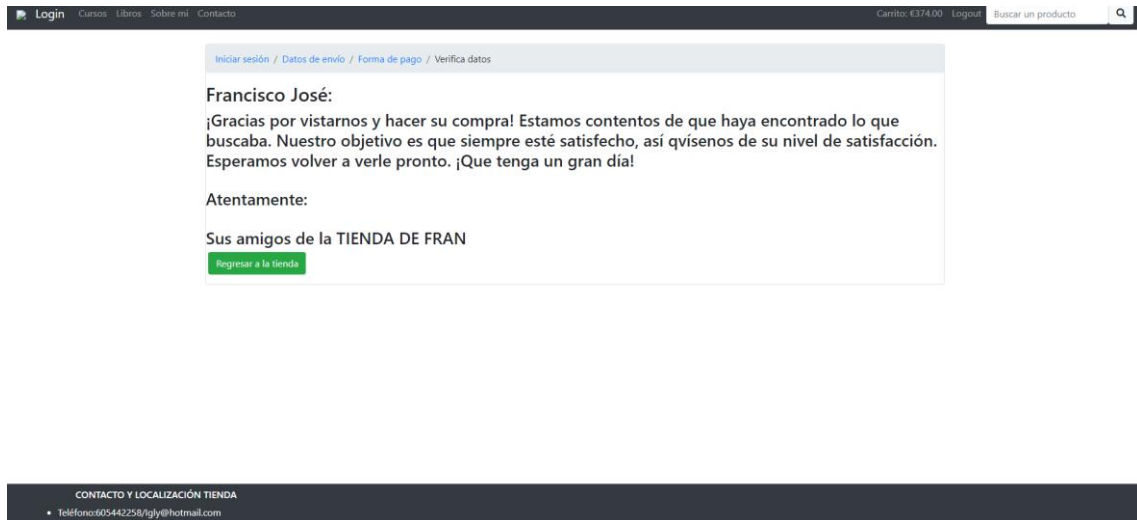 Login Cursos Libros Sobre mi Contacto Carrito: €374.00 Logout Buscar un producto
Iniciar sesión / Datos de envío / Forma de pago / Verifica datos
Francisco José:
¡Gracias por vistarnos y hacer su compra! Estamos contentos de que haya encontrado lo que
buscaba. Nuestro objetivo es que siempre esté satisfecho, así qvísenos de su nivel de satisfacción.
Esperamos volver a verle pronto. ¡Que tenga un gran día!
Atentamente:
Sus amigos de la TIENDA DE FRAN
Regresar a la tienda
CONTACTO Y LOCALIZACIÓN TIENDA
• Teléfono:605442258/Igly@hotmail.com